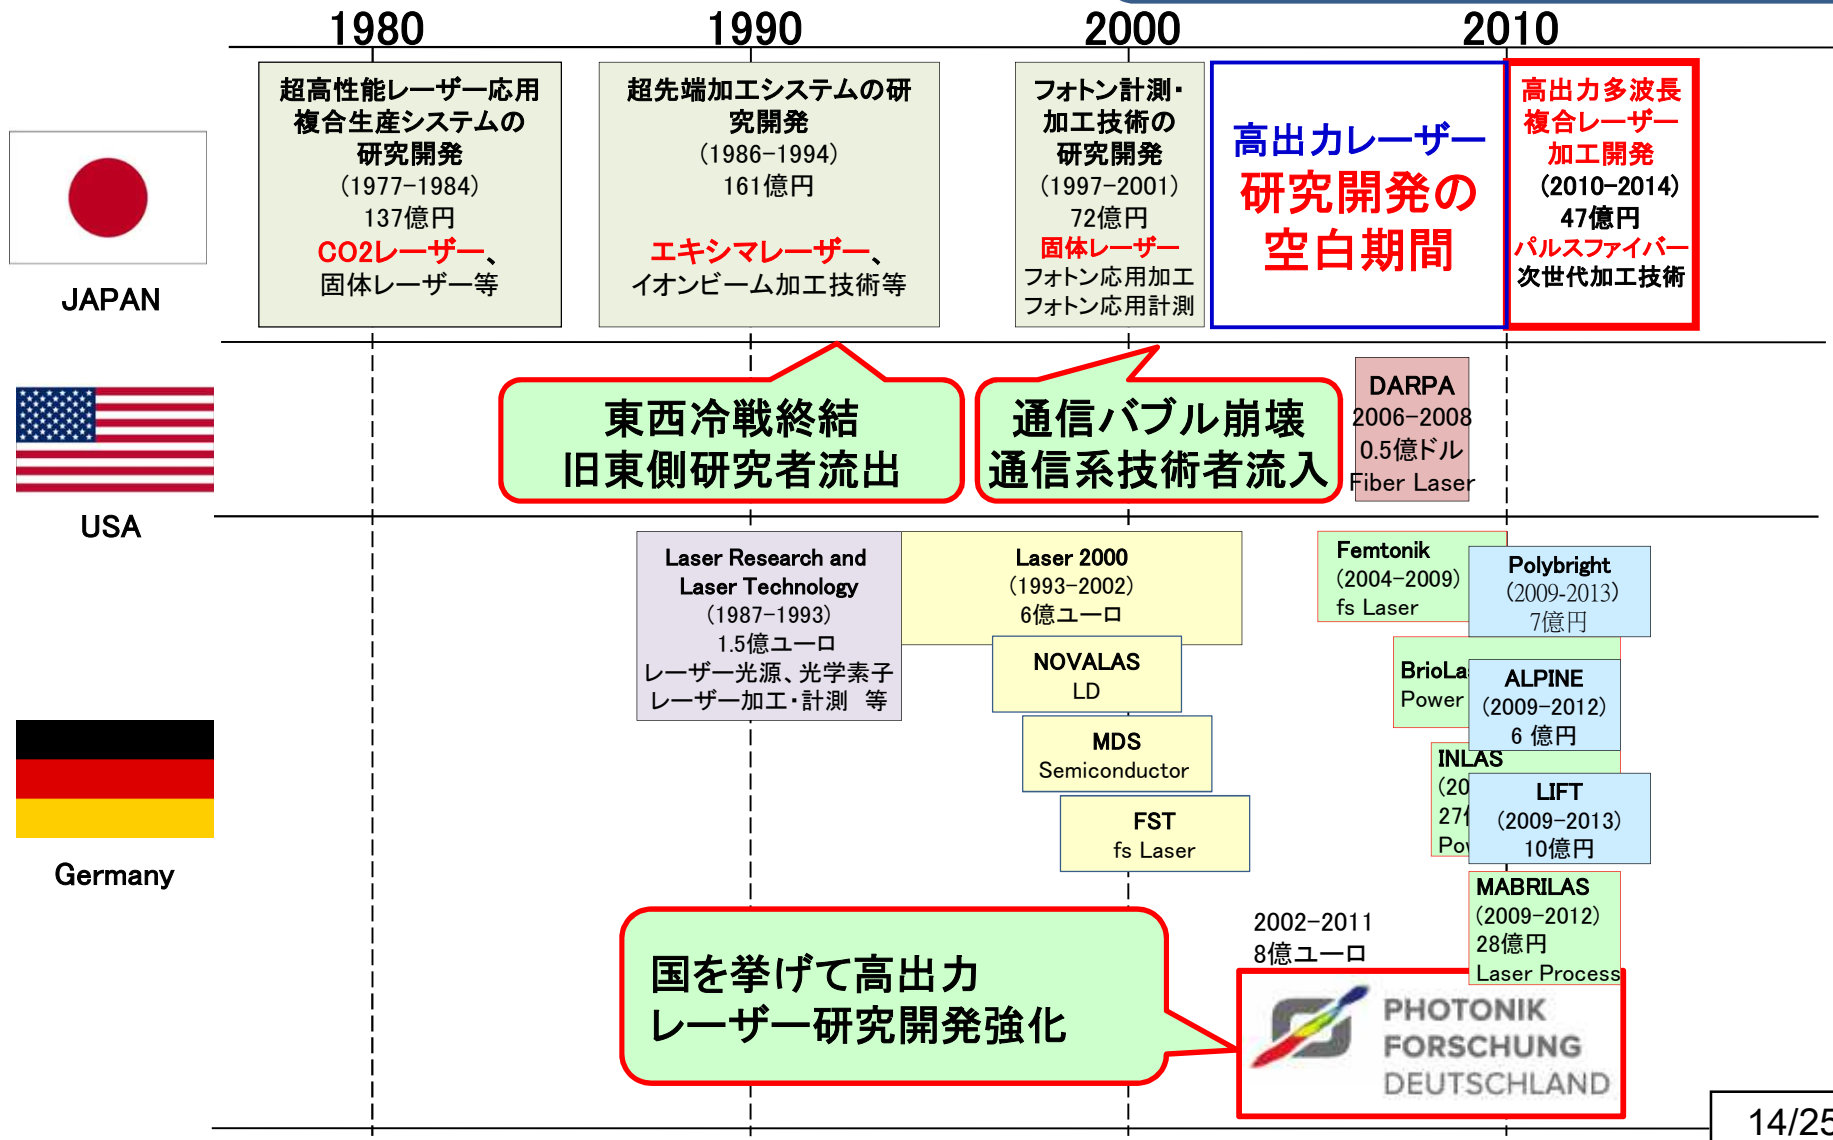 1980
1990
2000
2010
超高性能レーザー応用
複合生産システムの
研究開発
(1977-1984)
137億円
CO2レーザー、
固体レーザー等
超先端加工システムの研
究開発
(1986-1994)
161億円
エキシマレーザー、
イオンビーム加工技術等
フォトン計測・
加工技術の
研究開発
(1997-2001)
72億円
固体レーザー
フォトン応用加工
フォトン応用計測
高出力レーザー
研究開発の
空白期間
高出力多波長
複合レーザー
加工開発
(2010-2014)
47億円
パルスファイバー
次世代加工技術
JAPAN
東西冷戦終結
旧東側研究者流出
通信バブル崩壊
通信系技術者流入
DARPA
2006-2008
0.5億ドル
Fiber Laser
USA
Laser Research and
Laser Technology
(1987-1993)
1.5億ユーロ
レーザー光源、光学素子
レーザー加工・計測 等
Laser 2000
(1993-2002)
6億ユーロ
NOVALAS
LD
MDS
Semiconductor
FST
fs Laser
Femtonik
(2004-2009)
fs Laser
Polybright
(2009-2013)
7億円
Power
ALPINE
(2009-2012)
6 億円
INLAS
LIFT
(2009-2013)
10億円
MABRILAS
(2009-2012)
28億円
Laser Process
Germany
国を挙げて高出力
レーザー研究開発強化
2002-2011
8億ユーロ
PHOTONIK
FORSCHUNG
DEUTSCHLAND
14/25